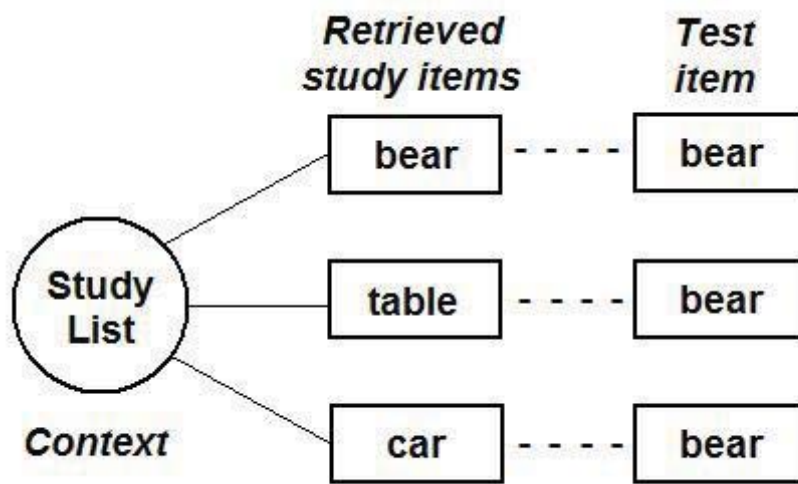 Retrieved
study items
Test
item
bear - - - - bear
Study
List
table - - - - bear
Context
car - - - - bear